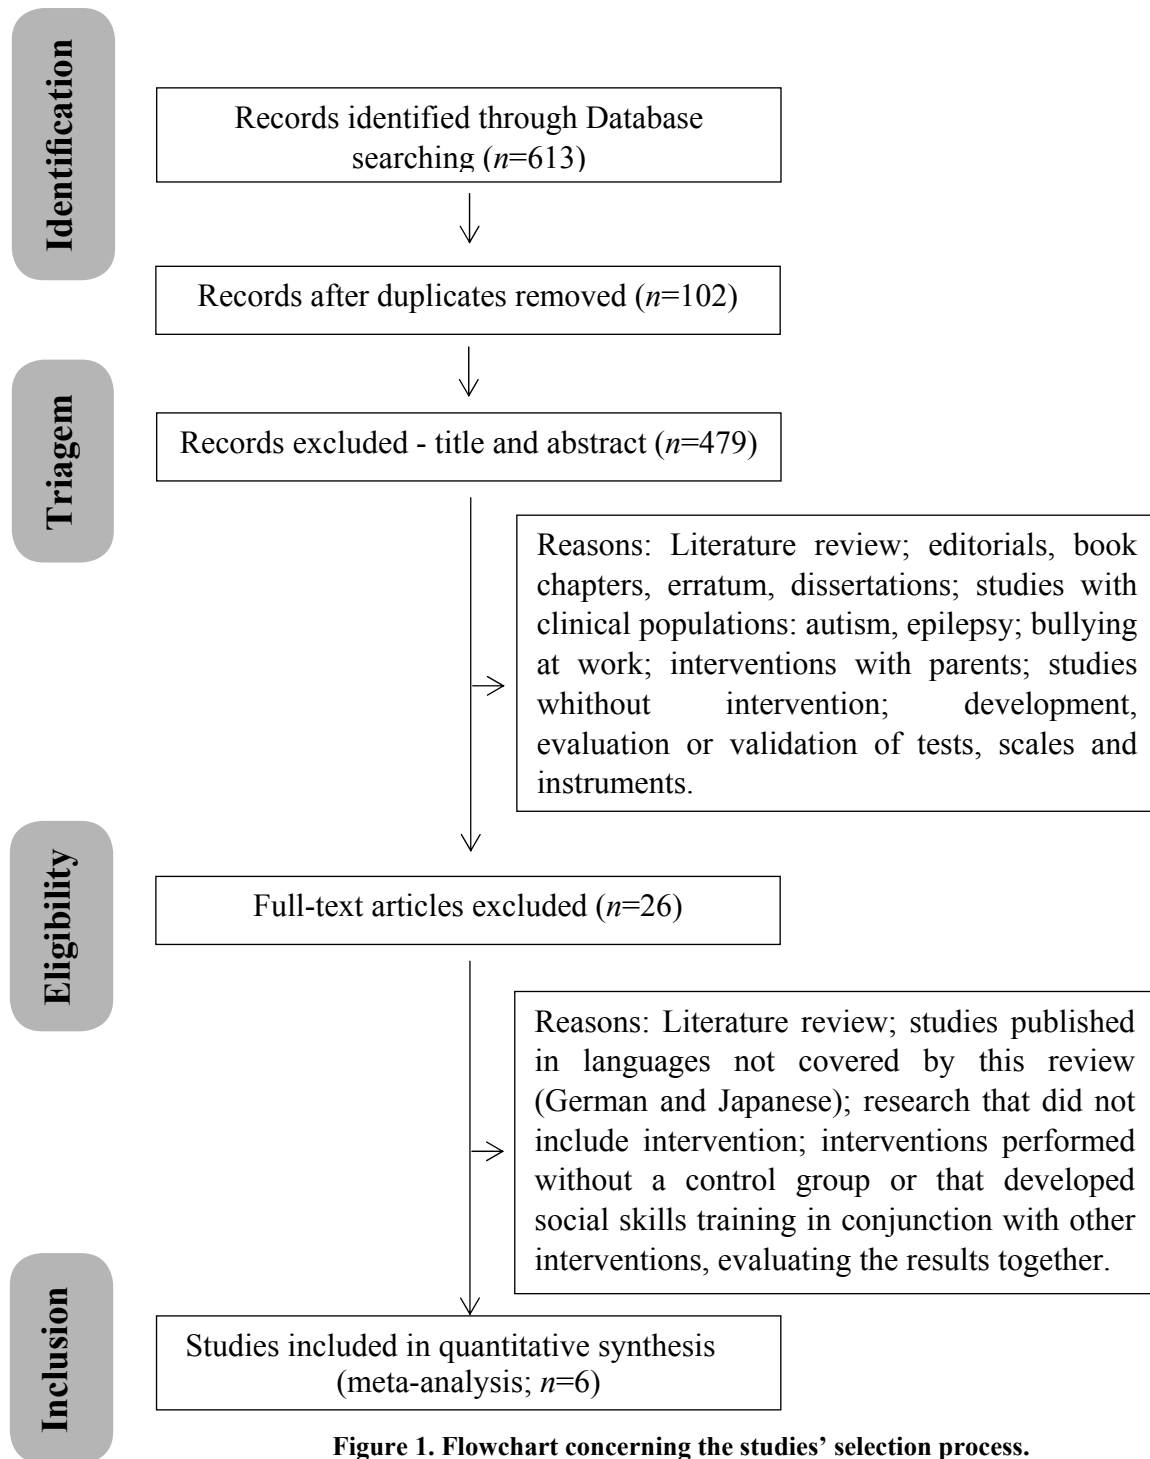 Identification
Records identified through Database
searching (n=613)
Records after duplicates removed (n=102)
Triagem
Records excluded - title and abstract (n=479)
Reasons: Literature review; editorials, book
chapters, erratum, dissertations; studies with
clinical populations: autism, epilepsy; bullying
at work; interventions with parents; studies
whithout intervention; development,
evaluation or validation of tests, scales and
instruments.
Eligibility
Full-text articles excluded (n=26)
Reasons: Literature review; studies published
in languages not covered by this review
(German and Japanese); research that did not
include intervention; interventions performed
without a control group or that developed
social skills training in conjunction with other
interventions, evaluating the results together.
Inclusion
Studies included in quantitative synthesis
(meta-analysis; n=6)
Figure 1. Flowchart concerning the studies’ selection process.